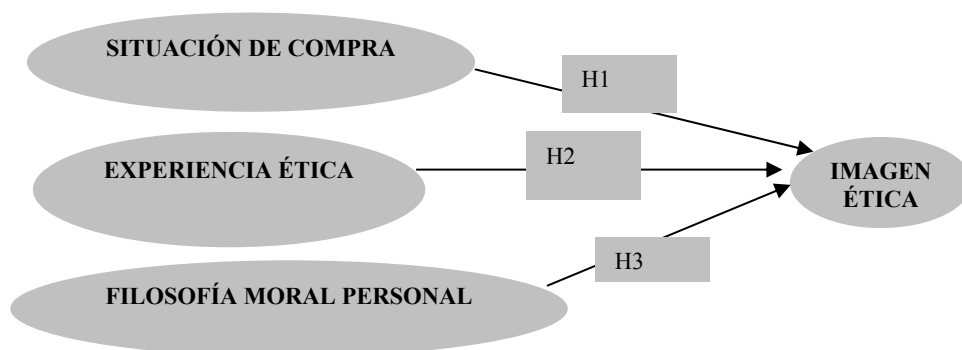 SITUACIÓN DE COMPRA
H1
EXPERIENCIA ÉTICA
H2
IMAGEN
ÉTICA
FILOSOFÍA MORAL PERSONAL
H3